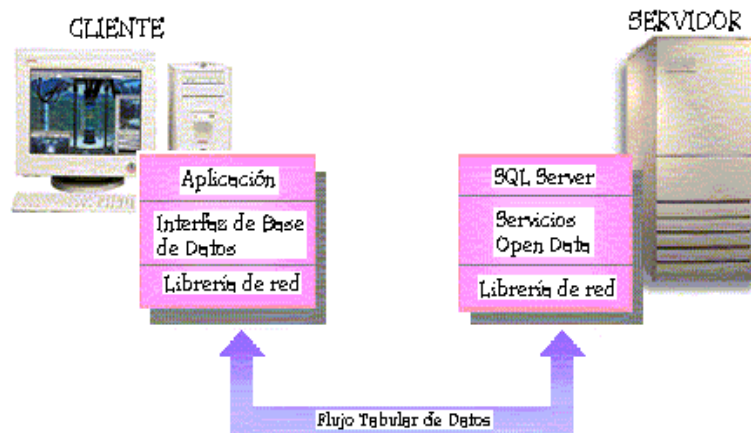 CLIENTE
SERVIDOR
Aplicación
Interfaz de Base
de Datos
Librería de red
SQL Server
Servicios
Open Data
Librería de red
Flujo Tabular de Datos